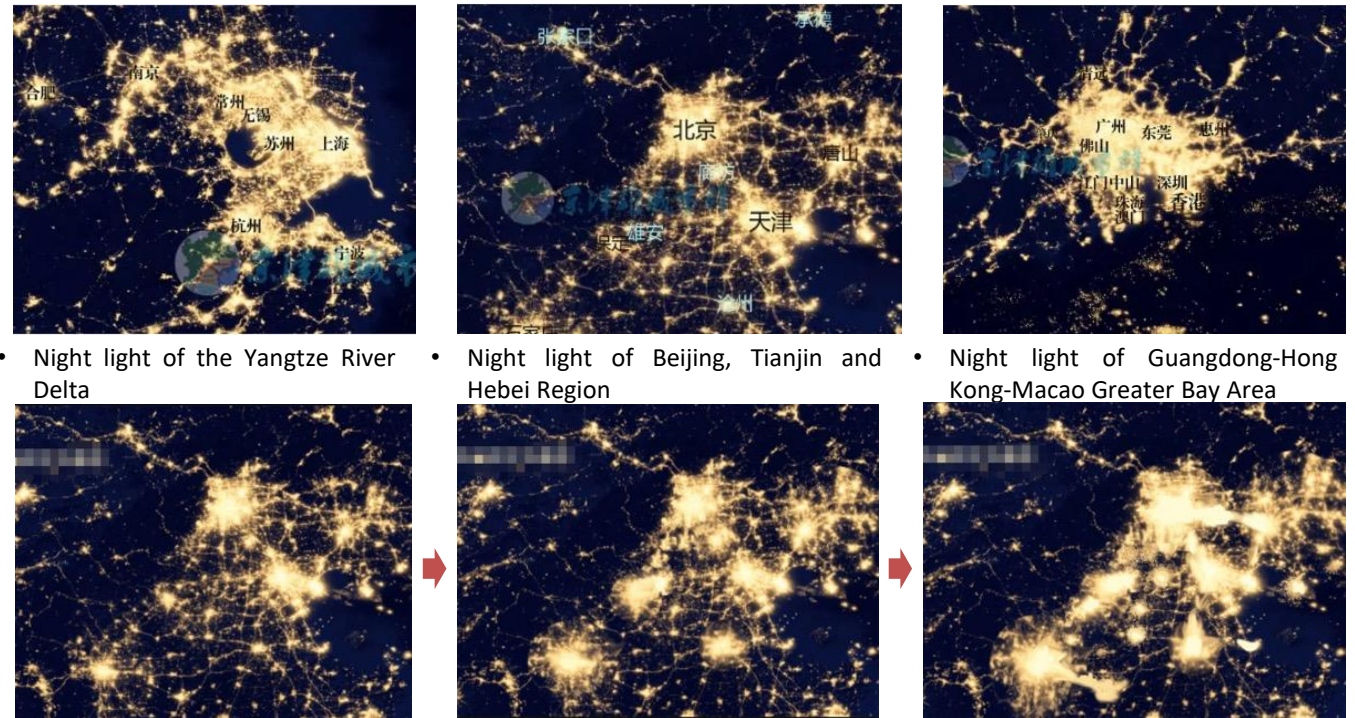 南京
合肥
常州
无锡
苏州
上海
杭州
宁波
张家口
承德
北京
唐山
廊坊
天津
保定
雄安
沧州
石家庄
清远
广州
东莞
惠州
佛山
江门
中山
深圳
珠海
香港
澳门
• Night light of the Yangtze River
Delta
• Night light of Beijing, Tianjin and
Hebei Region
• Night light of Guangdong-Hong
Kong-Macao Greater Bay Area